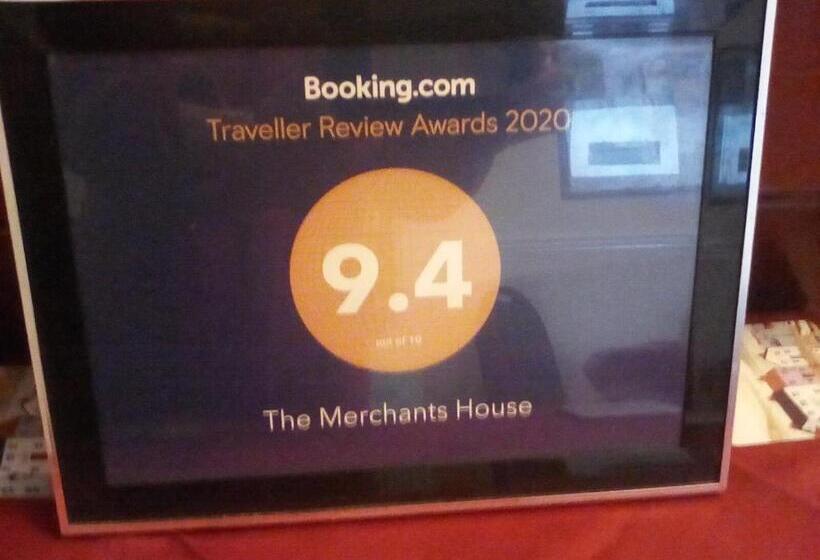 Booking.com
Traveller Review Awards 2020
9.4
out of 10
The Merchants House